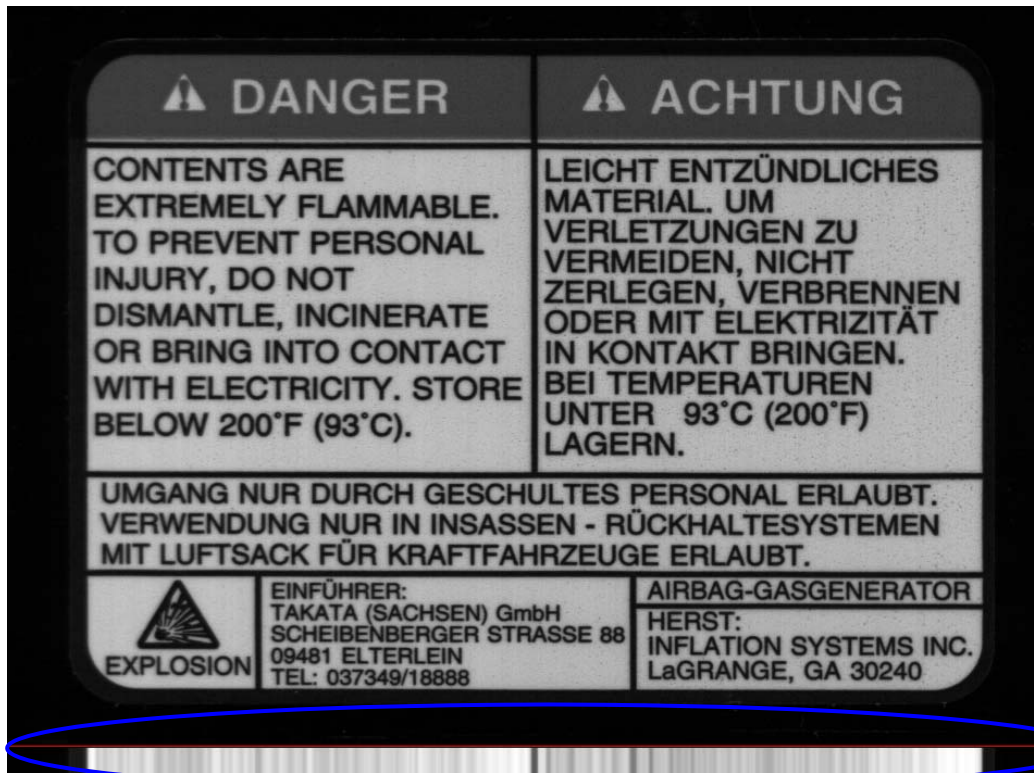 DANGER
CONTENTS ARE
EXTREMELY FLAMMABLE.
TO PREVENT PERSONAL
INJURY, DO NOT
DISMANTLE, INCINERATE
OR BRING INTO CONTACT
WITH ELECTRICITY. STORE
BELOW 200°F (93°C).
ACHTUNG
LEICHT ENTZÜNDLICHES
MATERIAL. UM
VERLETZUNGEN ZU
VERMEIDEN, NICHT
ZERLEGEN, VERBRENNEN
ODER MIT ELEKTRIZITÄT
IN KONTAKT BRINGEN.
BEI TEMPERATUREN
UNTER 93°C (200°F)
LAGERN.
UMGANG NUR DURCH GESCHULTES PERSONAL ERLAUBT.
VERWENDUNG NUR IN INSASSEN - RÜCKHALTESYSTEMEN
MIT LUFTSACK FÜR KRAFTFAHRZEUGE ERLAUBT.
EXPLOSION
EINFÜHRER:
TAKATA (SACHSEN) GmbH
SCHEIBENBERGER STRASSE 88
09481 ELTERLEIN
TEL: 037349/18888
AIRBAG-GASGENERATOR
HERST:
INFLATION SYSTEMS INC.
LaGRANGE, GA 30240